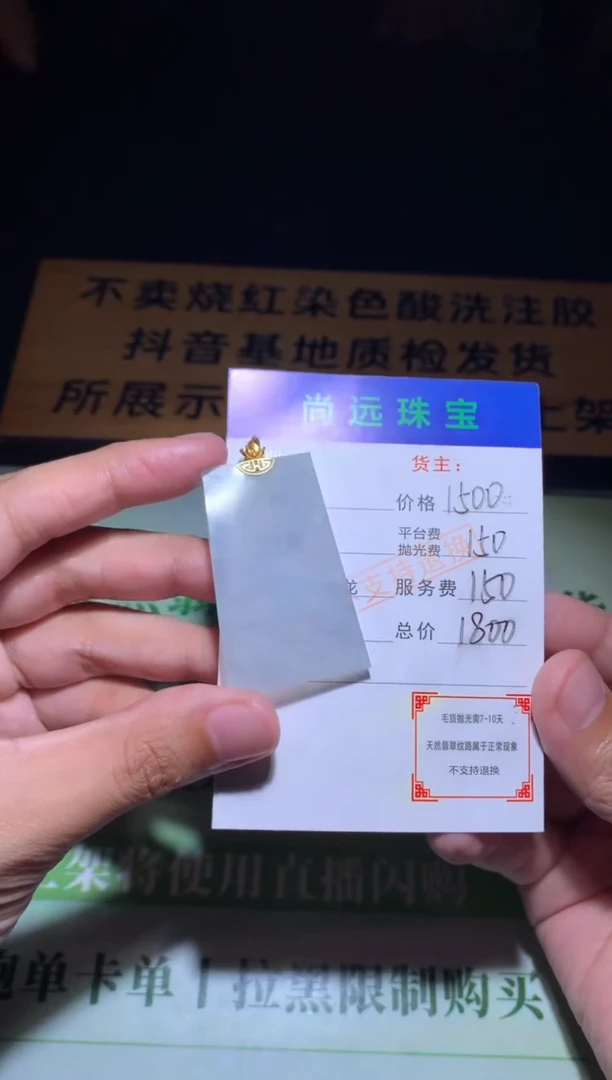 不卖烧红染色酸洗注胶
抖音基地质检发货
所展示
上架
尚远珠宝
货主：
价格 1500
平台费
抛光费 150
支持退换
服务费 150
总价 1800
毛货抛光需7-10天
天然翡翠纹路属于正常现象
不支持退换
架将使用直播闪购
跑单卡单丨拉黑限制购买